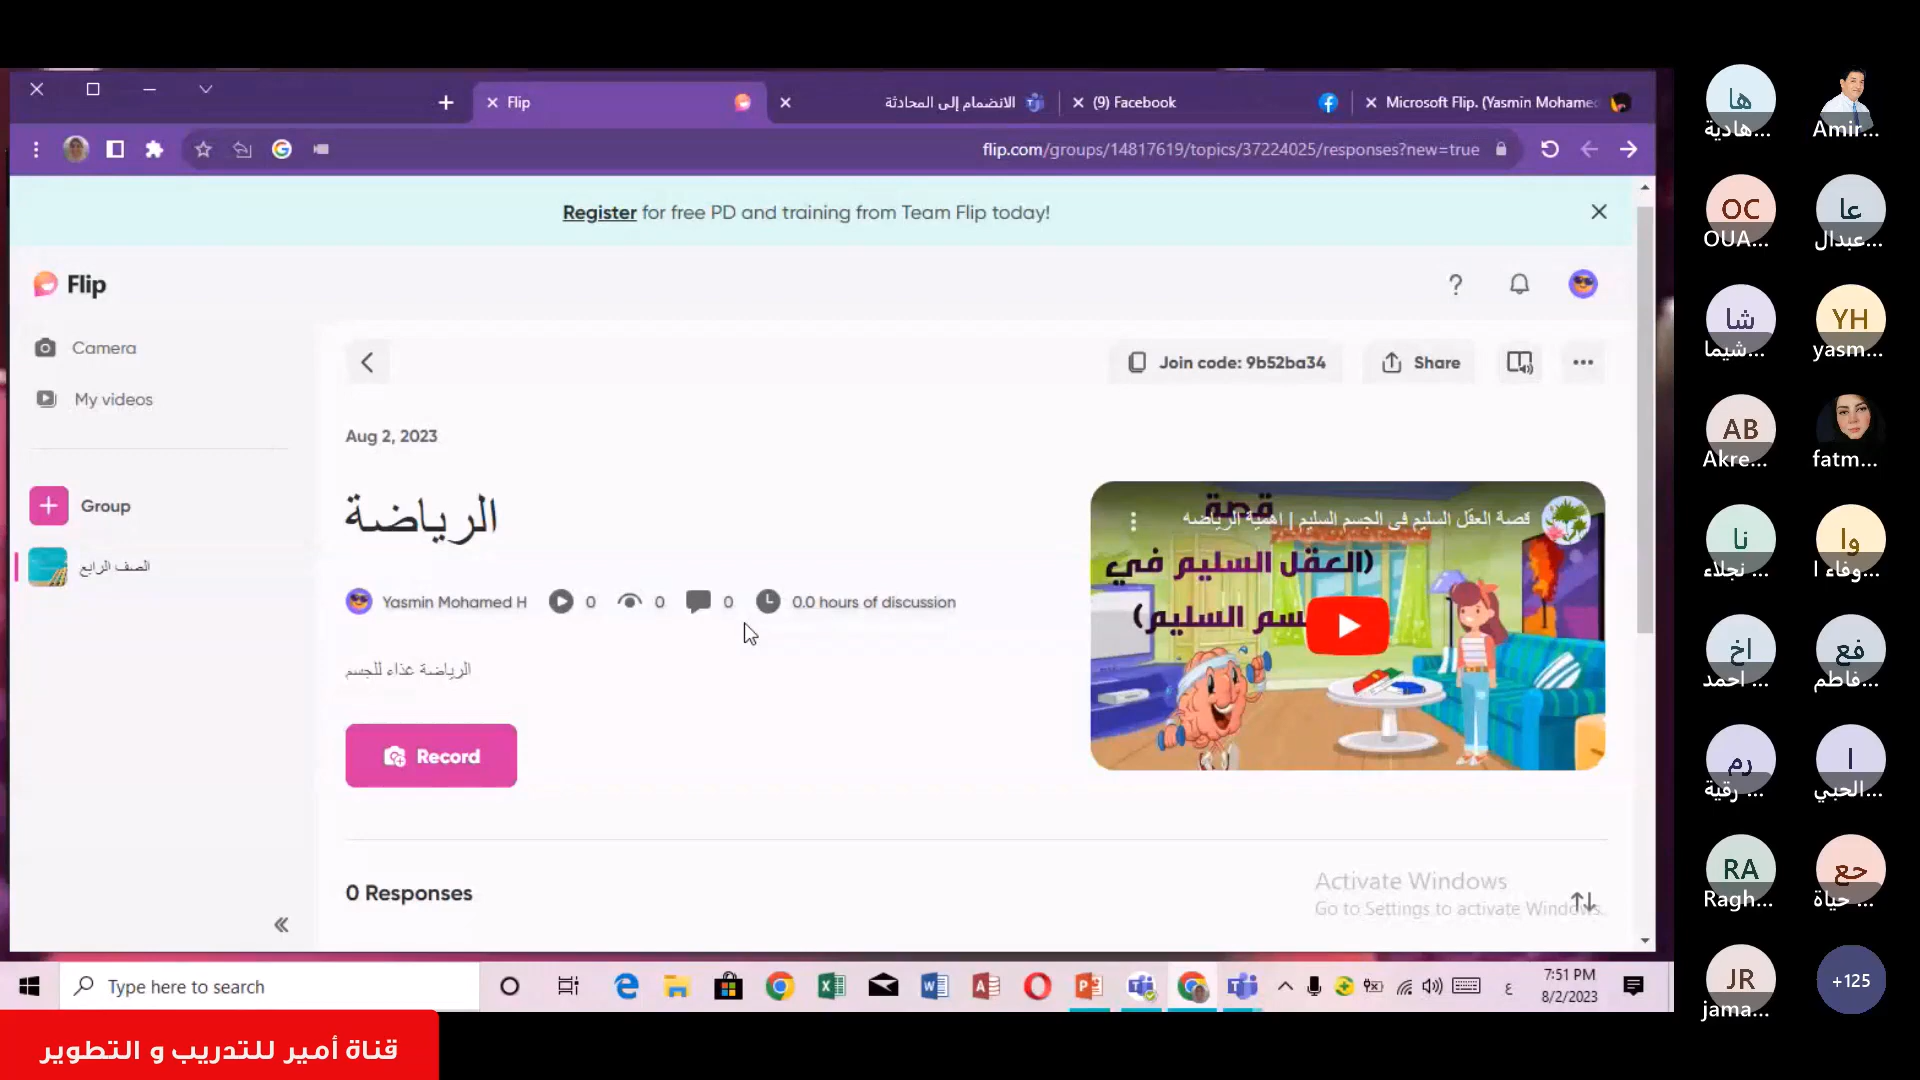 Flip
الانضمام إلى المحادثة
(9) Facebook
Microsoft Flip. (Yasmin Mohamed
flip.com/groups/14817619/topics/37224025/responses?new=true
Register for free PD and training from Team Flip today!
Flip
Camera
My videos
Group
الصف الرابع
Join code: 9b52ba34
Share
Aug 2, 2023
الرياضة
Yasmin Mohamed H 0 0 0 0.0 hours of discussion
الرياضة غذاء للجسم
Record
قصة
قصة العقل السليم في الجسم السليم | اهمية الرياضه
(العقل السليم في
سم السليم)
0 Responses
Activate Windows
Go to Settings to activate Windows.
Type here to search
ع
7:51 PM
8/2/2023
قناة أمير للتدريب و التطوير
ها
هادية...
Amir...
OC
OUA...
عا
عبدال...
شا
شيما...
YH
yasm...
AB
Akre...
fatm...
نا
نجلاء ...
وا
وفاء ا...
اخ
احمد ...
فع
فاطم...
رم
رقية ...
ا
الحبي...
RA
Ragh...
حع
حياة ...
JR
jama...
+125